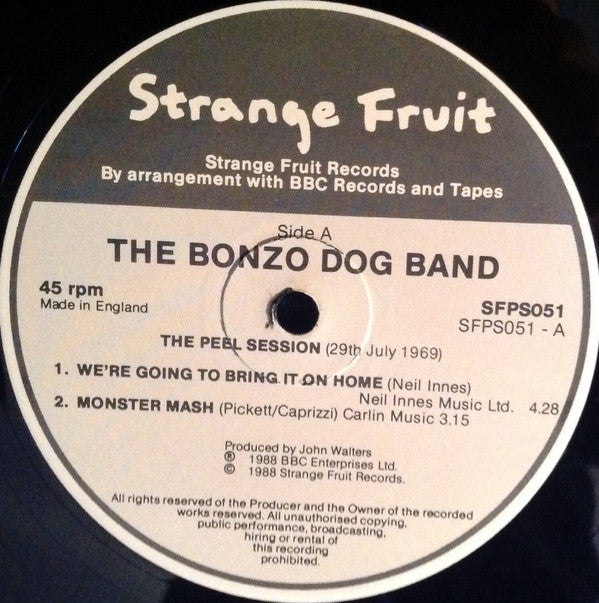 Strange Fruit
Strange Fruit Records
By arrangement with BBC Records and Tapes
Side A
THE BONZO DOG BAND
45 rpm
Made in England
SFPS051
SFPS051 - A
THE PEEL SESSION (29th July 1969)
1. WE'RE GOING TO BRING IT ON HOME (Neil Innes)
Neil Innes Music Ltd. 4.28
2. MONSTER MASH (Pickett/Caprizzi) Carlin Music 3.15
Produced by John Walters
℗ 1988 BBC Enterprises Ltd.
© 1988 Strange Fruit Records.
All rights reserved of the Producer and the Owner of the recorded
works reserved. All unauthorised copying,
public performance, broadcasting,
hiring or rental of
this recording
prohibited.